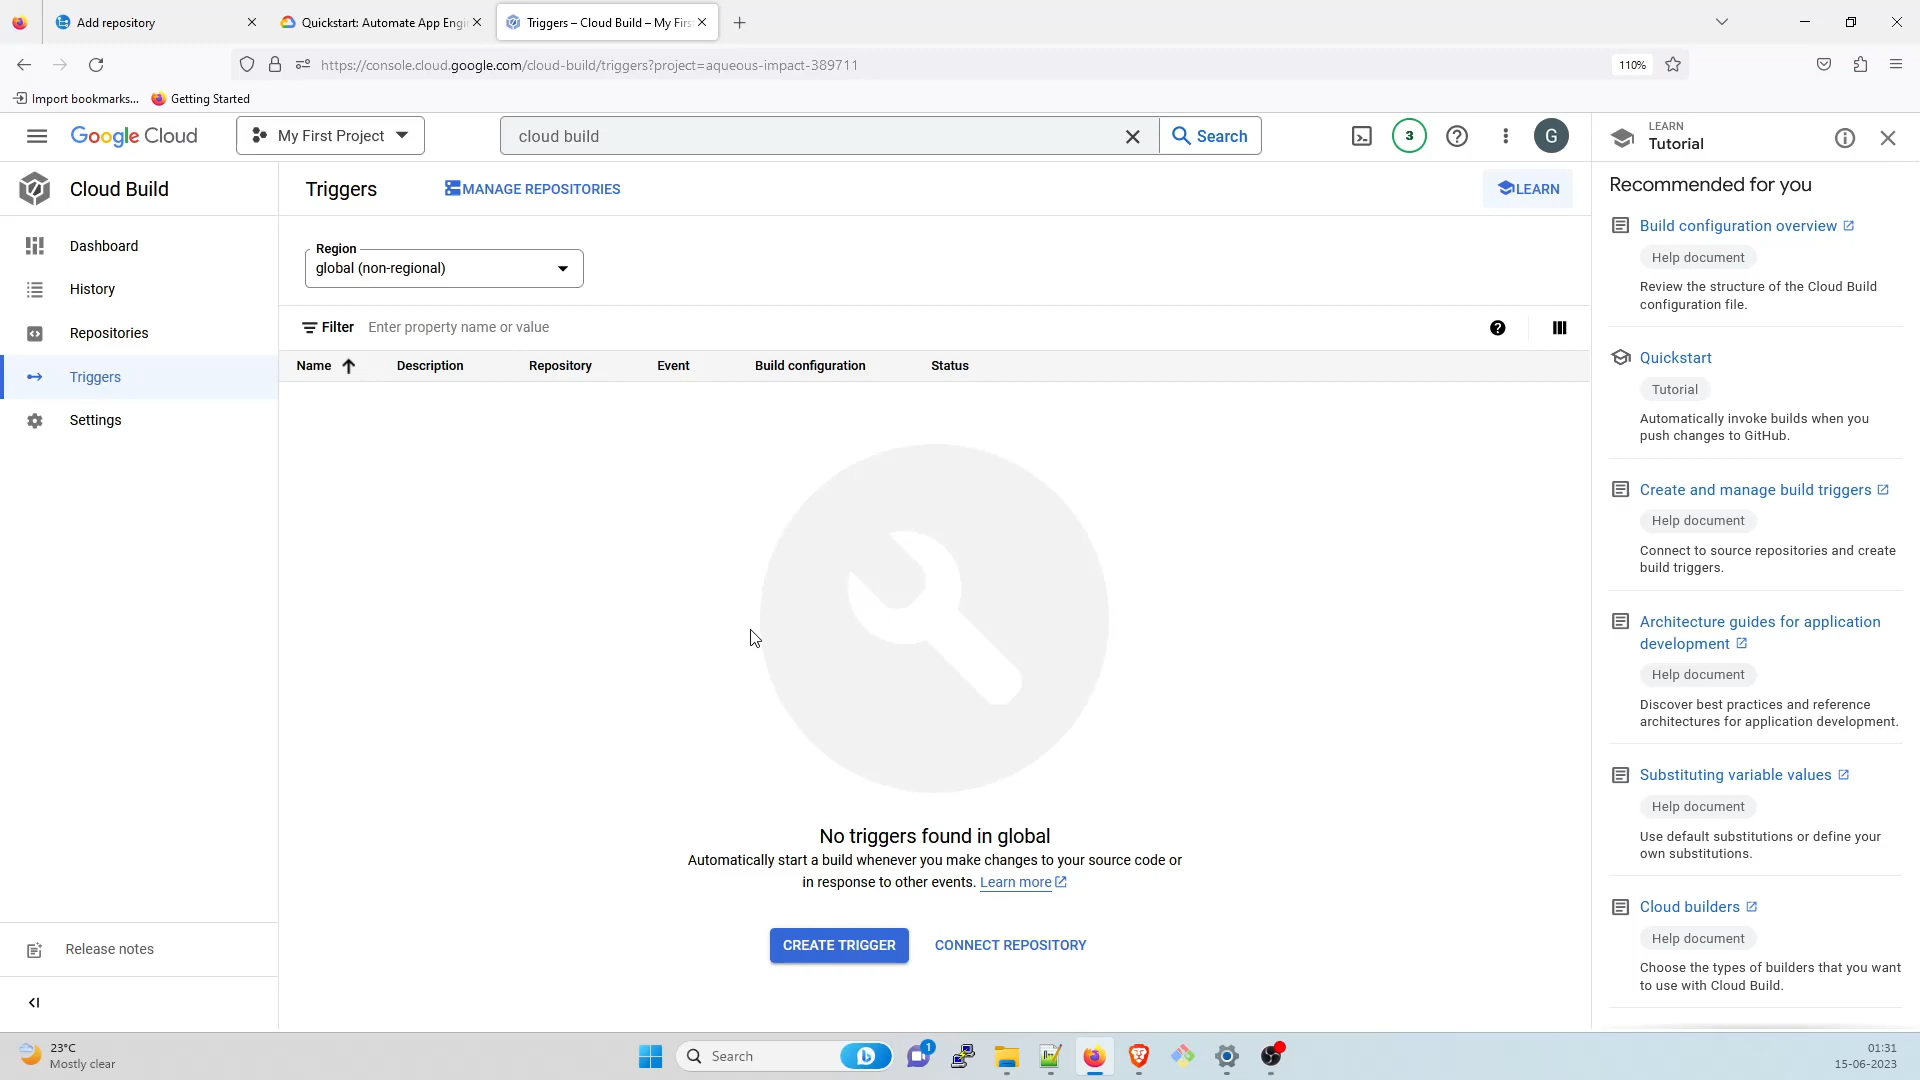 Add repository
Quickstart: Automate App Engi
Triggers – Cloud Build – My Firs
https://console.cloud.google.com/cloud-build/triggers?project=aqueous-impact-389711
110%
Import bookmarks...
Getting Started
Google Cloud
My First Project
cloud build
Search
3
G
LEARN
Tutorial
Cloud Build
Triggers
MANAGE REPOSITORIES
LEARN
Recommended for you
Dashboard
History
Repositories
Triggers
Settings
Region
global (non-regional)
Filter
Enter property name or value
Name
Description
Repository
Event
Build configuration
Status
No triggers found in global
Automatically start a build whenever you make changes to your source code or
in response to other events. Learn more
CREATE TRIGGER
CONNECT REPOSITORY
Build configuration overview
Help document
Review the structure of the Cloud Build
configuration file.
Quickstart
Tutorial
Automatically invoke builds when you
push changes to GitHub.
Create and manage build triggers
Help document
Connect to source repositories and create
build triggers.
Architecture guides for application
development
Help document
Discover best practices and reference
architectures for application development.
Substituting variable values
Help document
Use default substitutions or define your
own substitutions.
Cloud builders
Help document
Choose the types of builders that you want
to use with Cloud Build.
Release notes
23°C
Mostly clear
Search
1
01:31
15-06-2023